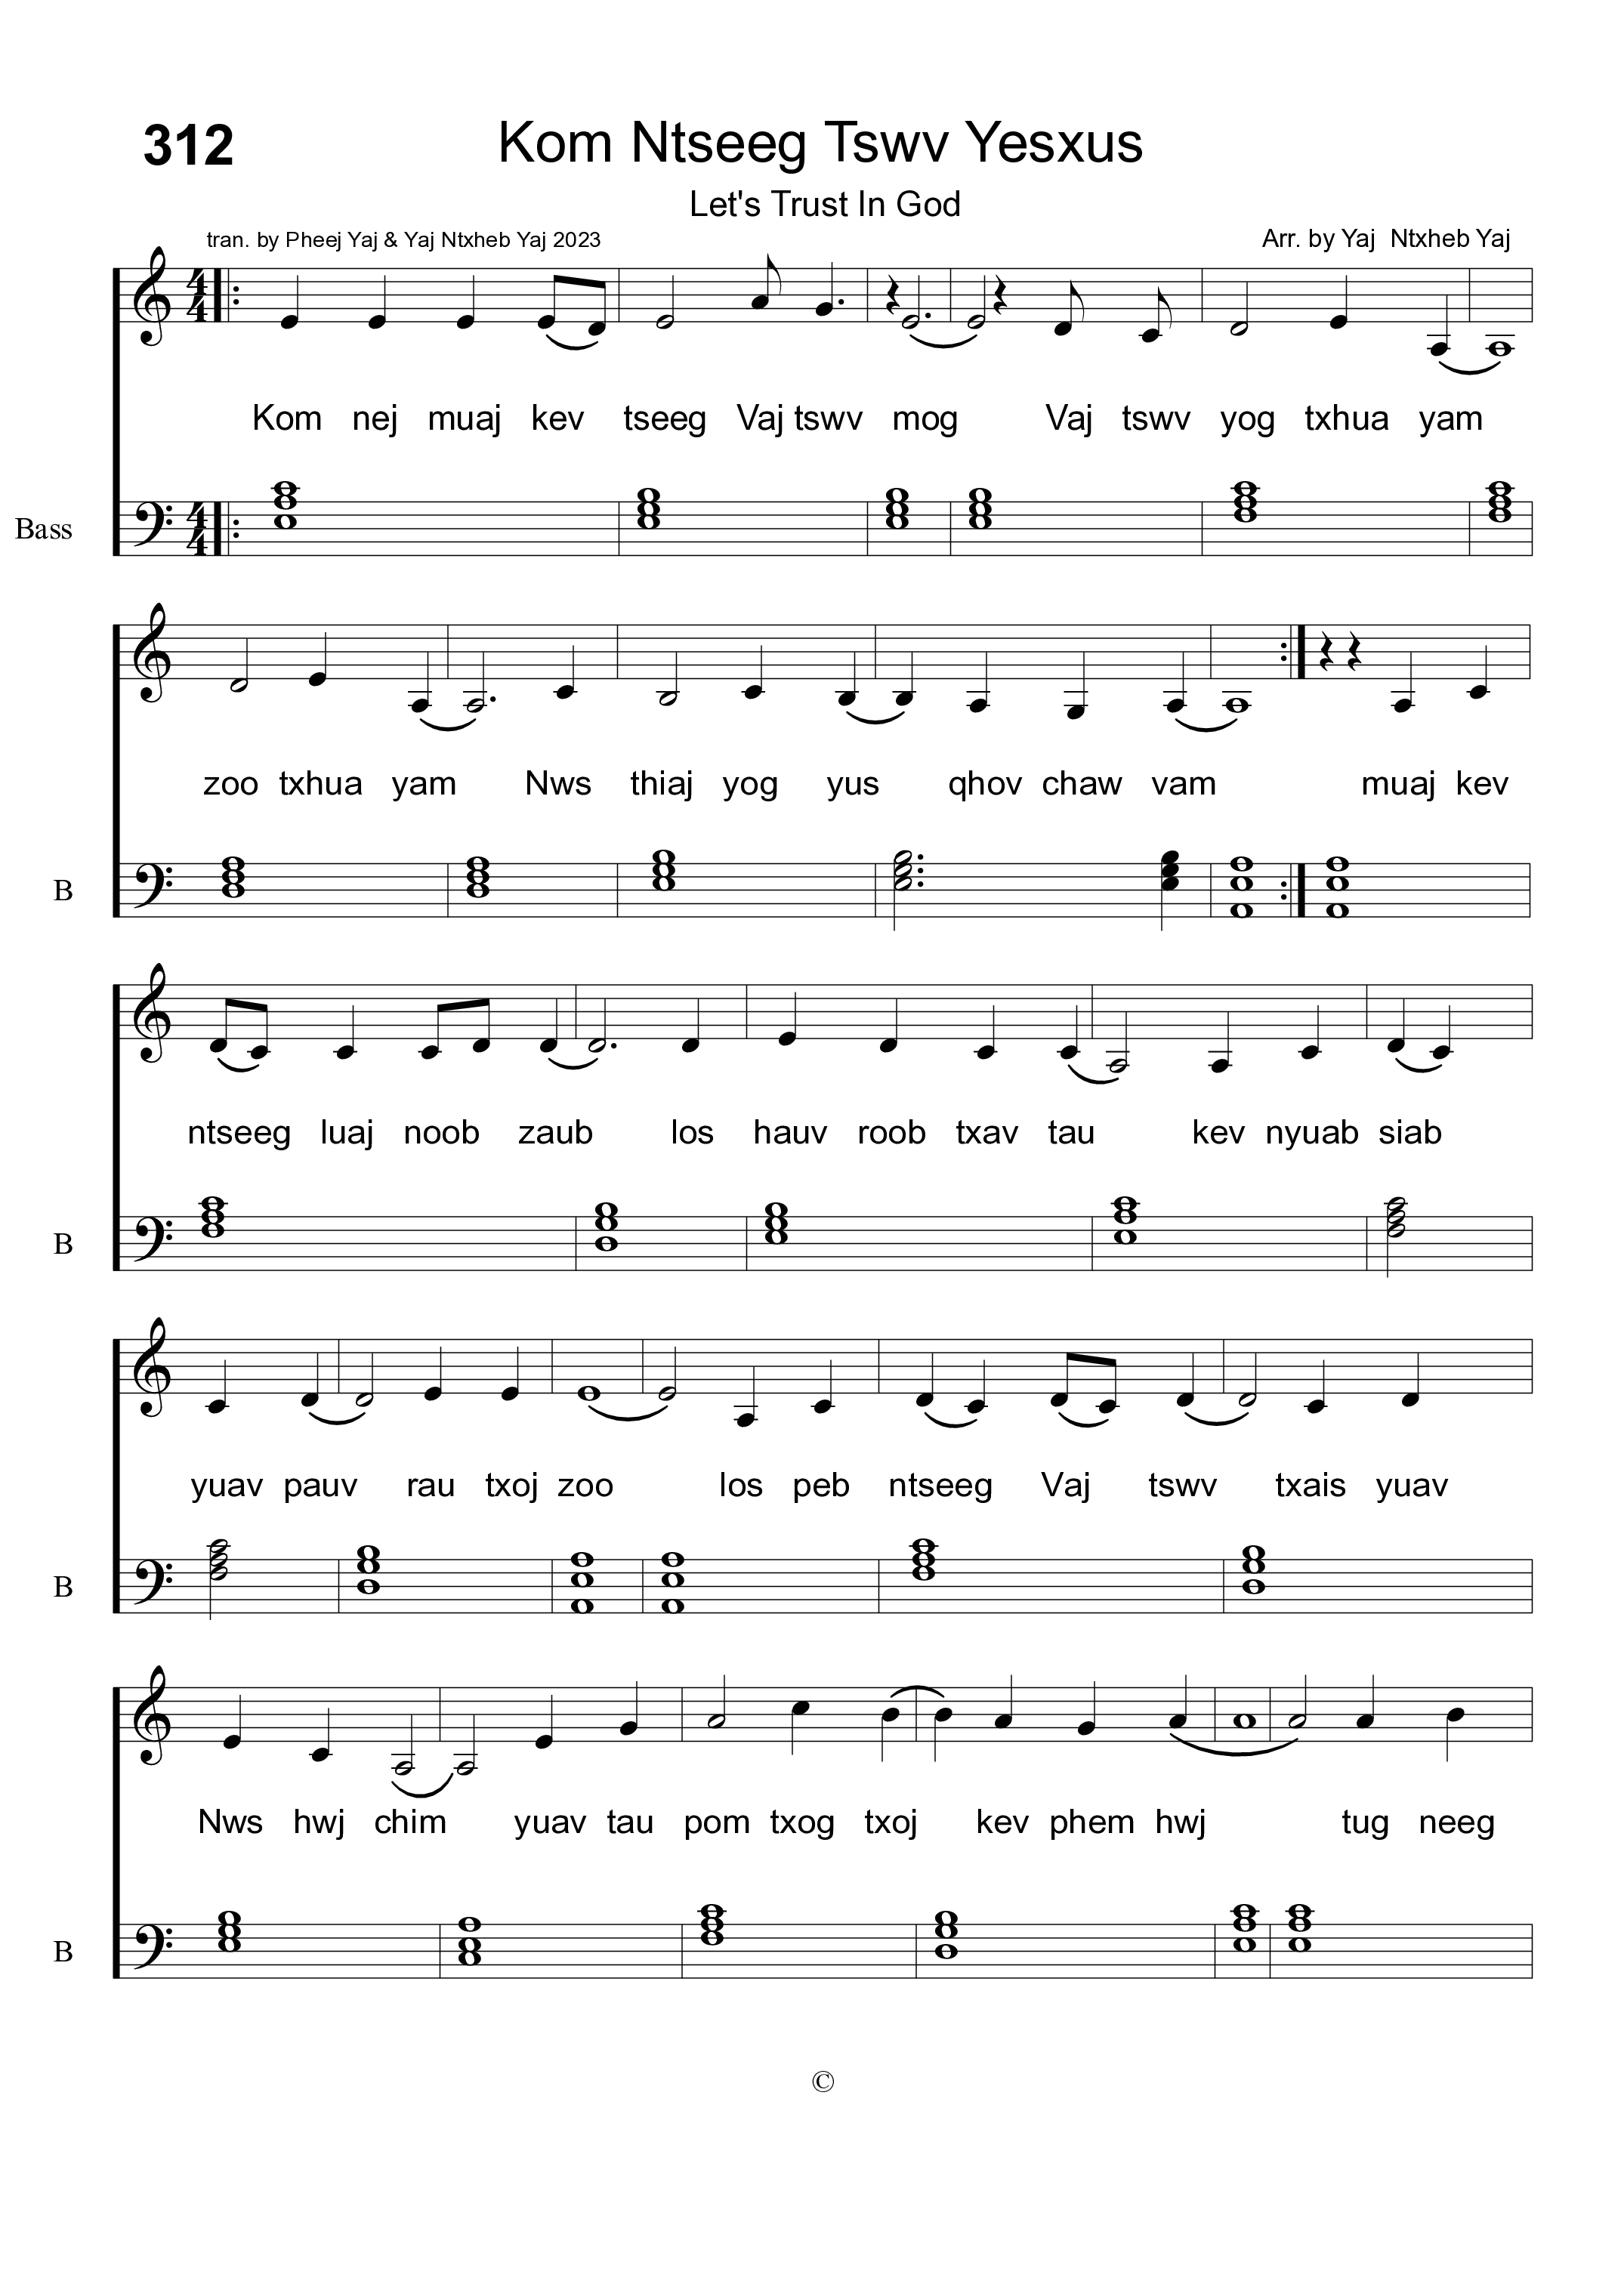 312
Kom Ntseeg Tswv Yesxus
Let's Trust In God
tran. by Pheej Yaj & Yaj Ntxheb Yaj 2023
Arr. by Yaj Ntxheb Yaj
Kom nej muaj kev tseeg Vaj tswv mog Vaj tswv yog txhua yam
Bass
zoo txhua yam Nws thiaj yog yus qhov chaw vam muaj kev
B
ntseeg luaj noob zaub los hauv roob txav tau kev nyuab siab
B
yuav pauv rau txoj zoo los peb ntseeg Vaj tswv txais yuav
B
Nws hwj chim yuav tau pom txog txoj kev phem hwj tug neeg
B
©